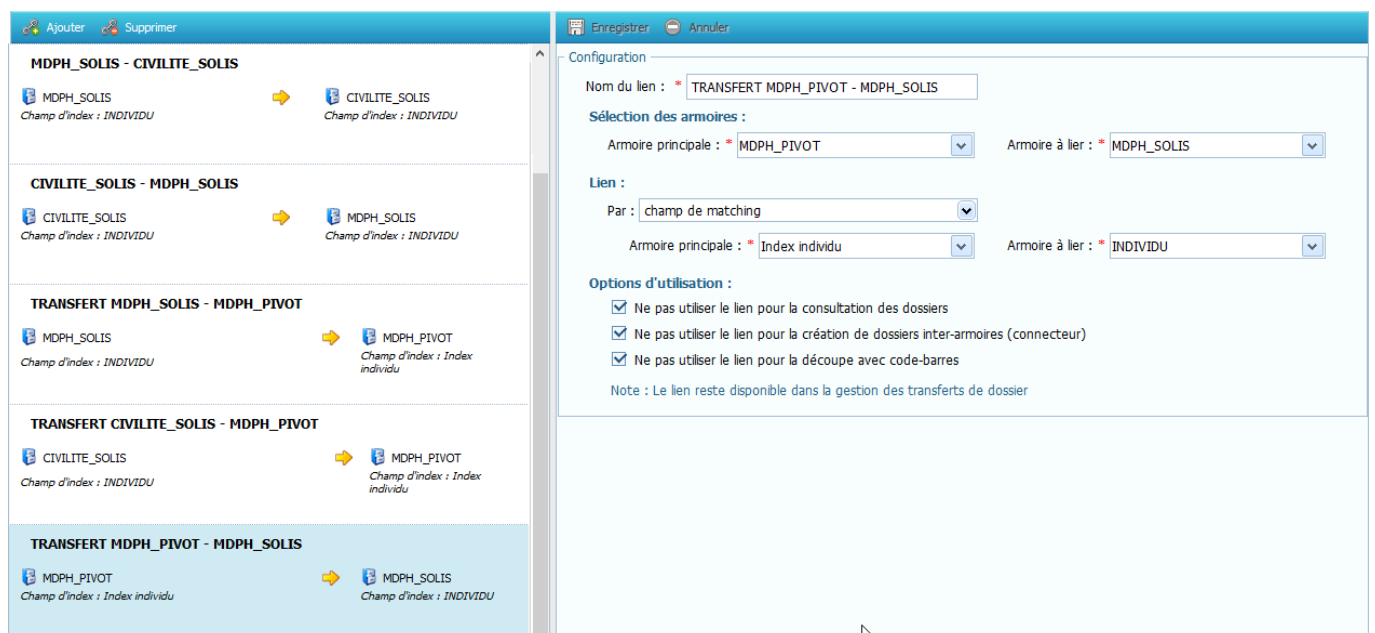 Ajouter Supprimer
MDPH_SOLIS - CIVILITE_SOLIS
MDPH_SOLIS CIVILITE_SOLIS
Champ d'index : INDIVIDU Champ d'index : INDIVIDU
CIVILITE_SOLIS - MDPH_SOLIS
CIVILITE_SOLIS MDPH_SOLIS
Champ d'index : INDIVIDU Champ d'index : INDIVIDU
TRANSFERT MDPH_SOLIS - MDPH_PIVOT
MDPH_SOLIS MDPH_PIVOT
Champ d'index : INDIVIDU Champ d'index : Index
individu
TRANSFERT CIVILITE_SOLIS - MDPH_PIVOT
CIVILITE_SOLIS MDPH_PIVOT
Champ d'index : INDIVIDU Champ d'index : Index
individu
TRANSFERT MDPH_PIVOT - MDPH_SOLIS
MDPH_PIVOT MDPH_SOLIS
Champ d'index : Index individu Champ d'index : INDIVIDU
Enregistrer Annuler
Configuration
Nom du lien : * TRANSFERT MDPH_PIVOT - MDPH_SOLIS
Sélection des armoires :
Armoire principale : * MDPH_PIVOT Armoire à lier : * MDPH_SOLIS
Lien :
Par : champ de matching
Armoire principale : * Index individu Armoire à lier : * INDIVIDU
Options d'utilisation :
Ne pas utiliser le lien pour la consultation des dossiers
Ne pas utiliser le lien pour la création de dossiers inter-armoires (connecteur)
Ne pas utiliser le lien pour la découpe avec code-barres
Note : Le lien reste disponible dans la gestion des transferts de dossier